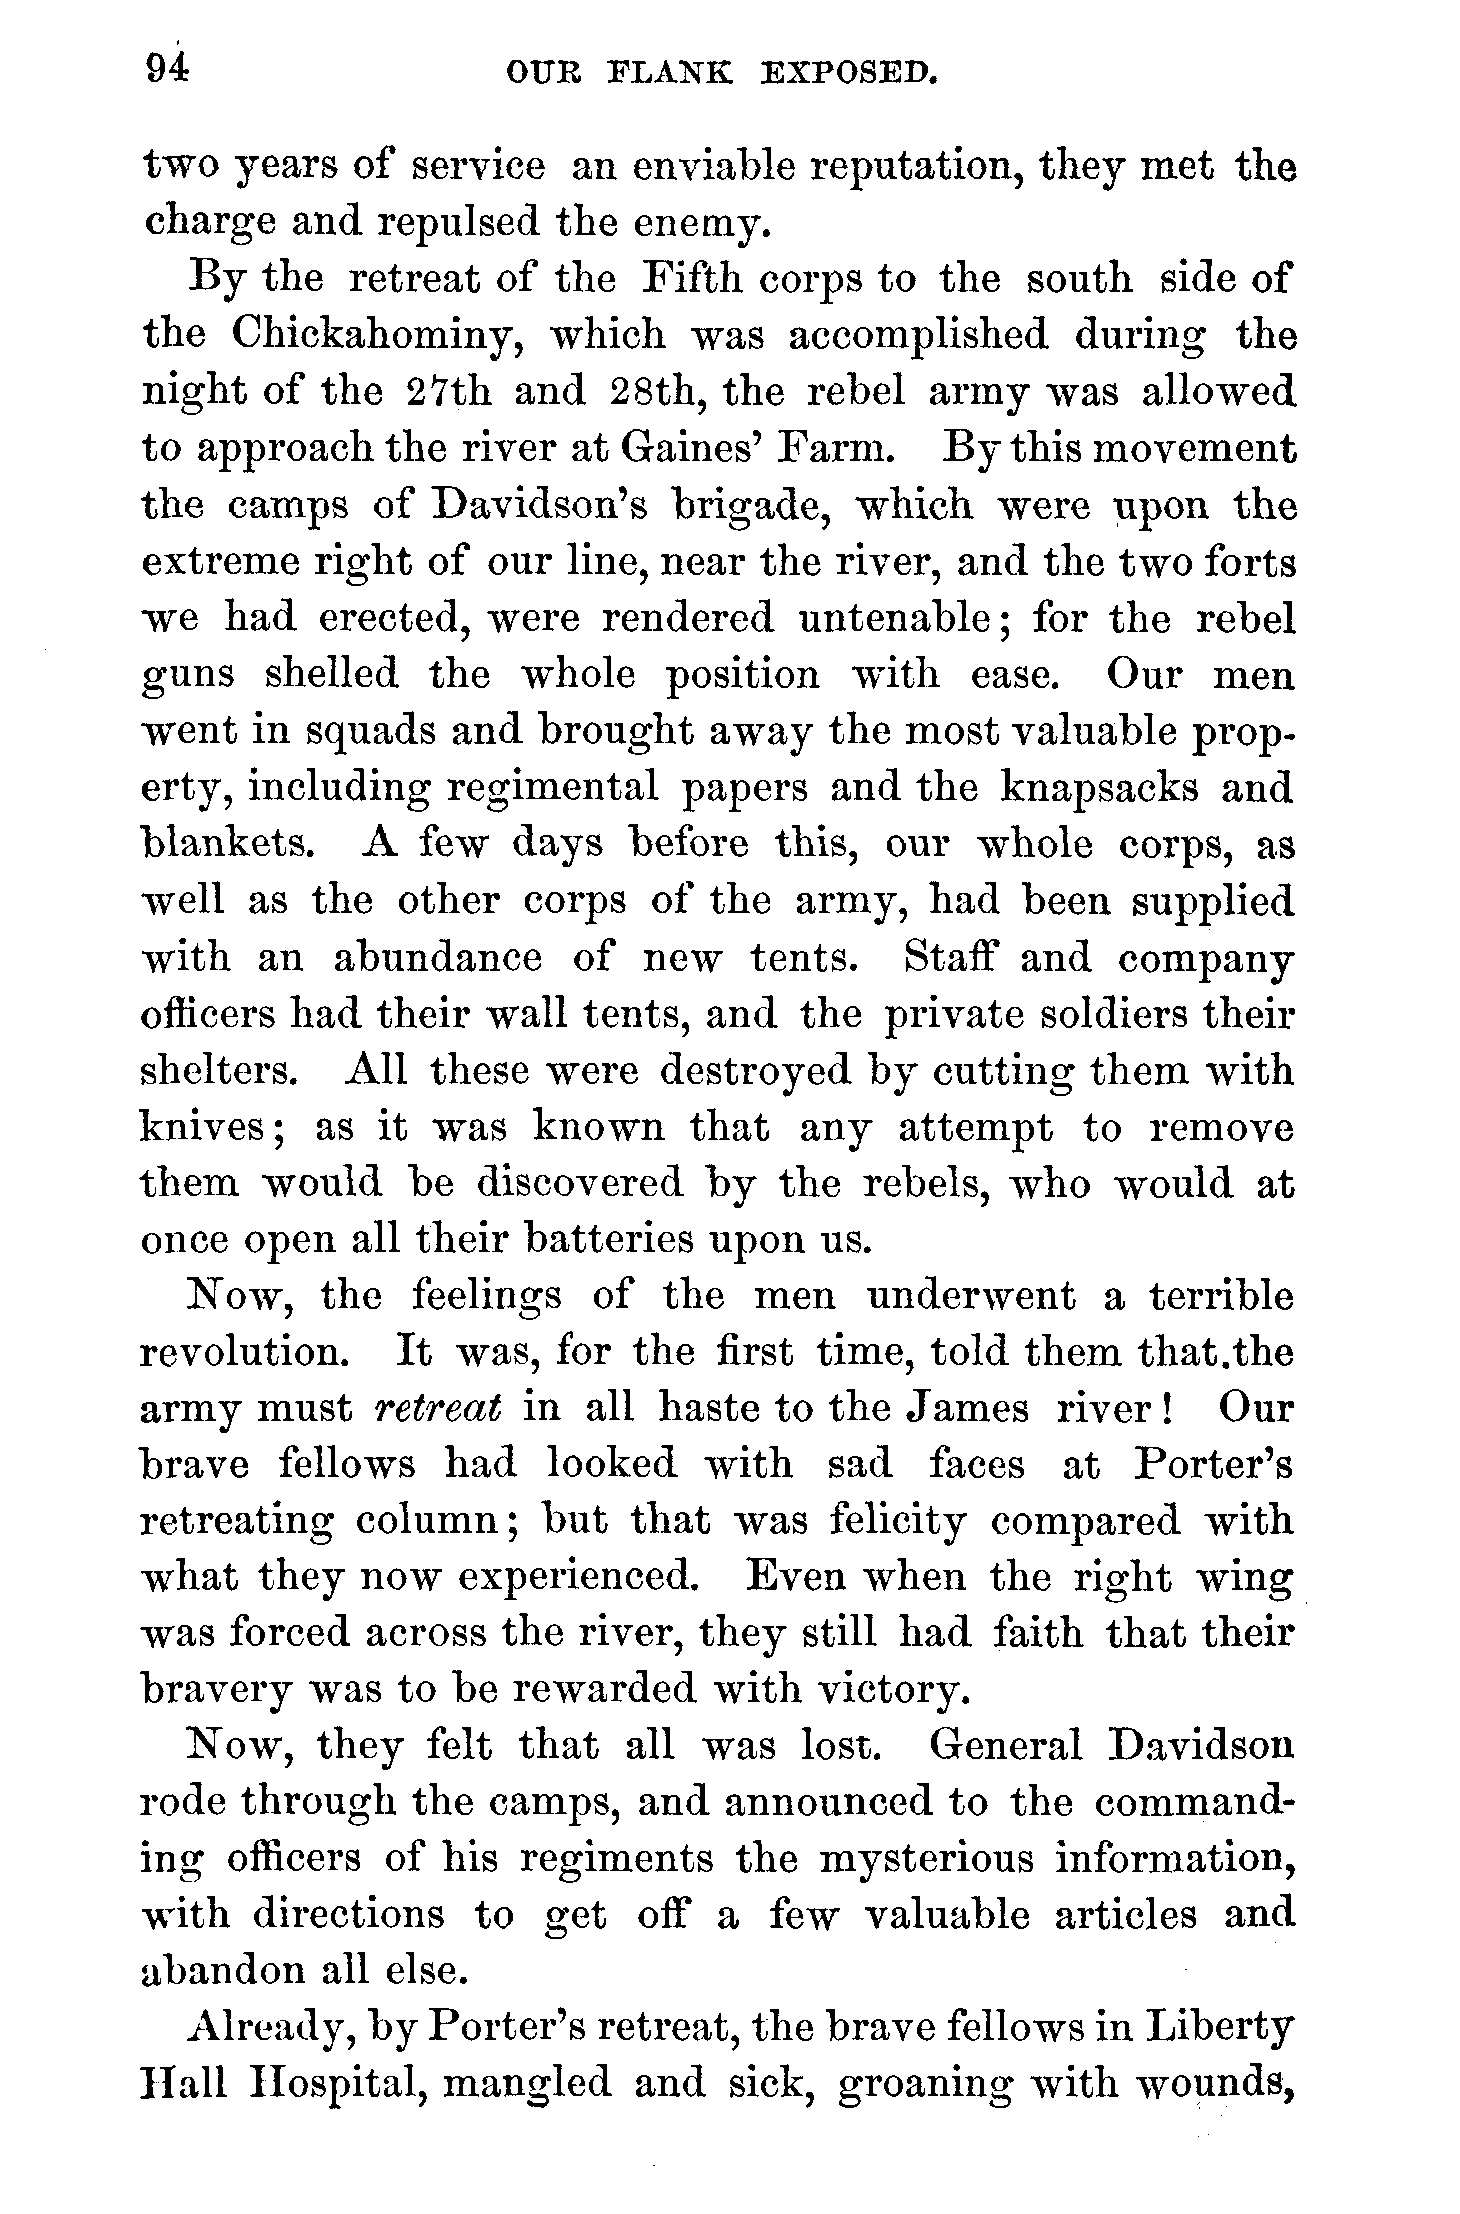 94 OUR FLANK EXPOSED.
two years of service an enviable reputation, they met the
charge and repulsed the enemy.
By the retreat of the Fifth corps to the south side of
the Chickahominy, which was accomplished during the
night of the 27th and 28th, the rebel army was allowed
to approach the river at Gaines’ Farm. By this movement
the camps of Davidson’s brigade, which were upon the
extreme right of our line, near the river, and the two forts
we had erected, were rendered untenable; for the rebel
guns shelled the whole position with ease. Our men
went in squads and brought away the most valuable prop-
erty, including regimental papers and the knapsacks and
blankets. A few days before this, our whole corps, as
well as the other corps of the army, had been supplied
with an abundance of new tents. Staff and company
officers had their wall tents, and the private soldiers their
shelters. All these were destroyed by cutting them with
knives; as it was known that any attempt to remove
them would be discovered by the rebels, who would at
once open all their batteries upon us.
Now, the feelings of the men underwent a terrible
revolution. It was, for the first time, told them that.the
army must retreat in all haste to the James river! Our
brave fellows had looked with sad faces at Porter’s
retreating column; but that was felicity compared with
what they now experienced. Even when the right wing
was forced across the river, they still had faith that their
bravery was to be rewarded with victory.
Now, they felt that all was lost. General Davidson
rode through the camps, and announced to the command-
ing officers of his regiments the mysterious information,
with directions to get off a few valuable articles and
abandon all else.
Already, by Porter’s retreat, the brave fellows in Liberty
Hall Hospital, mangled and sick, groaning with wounds,